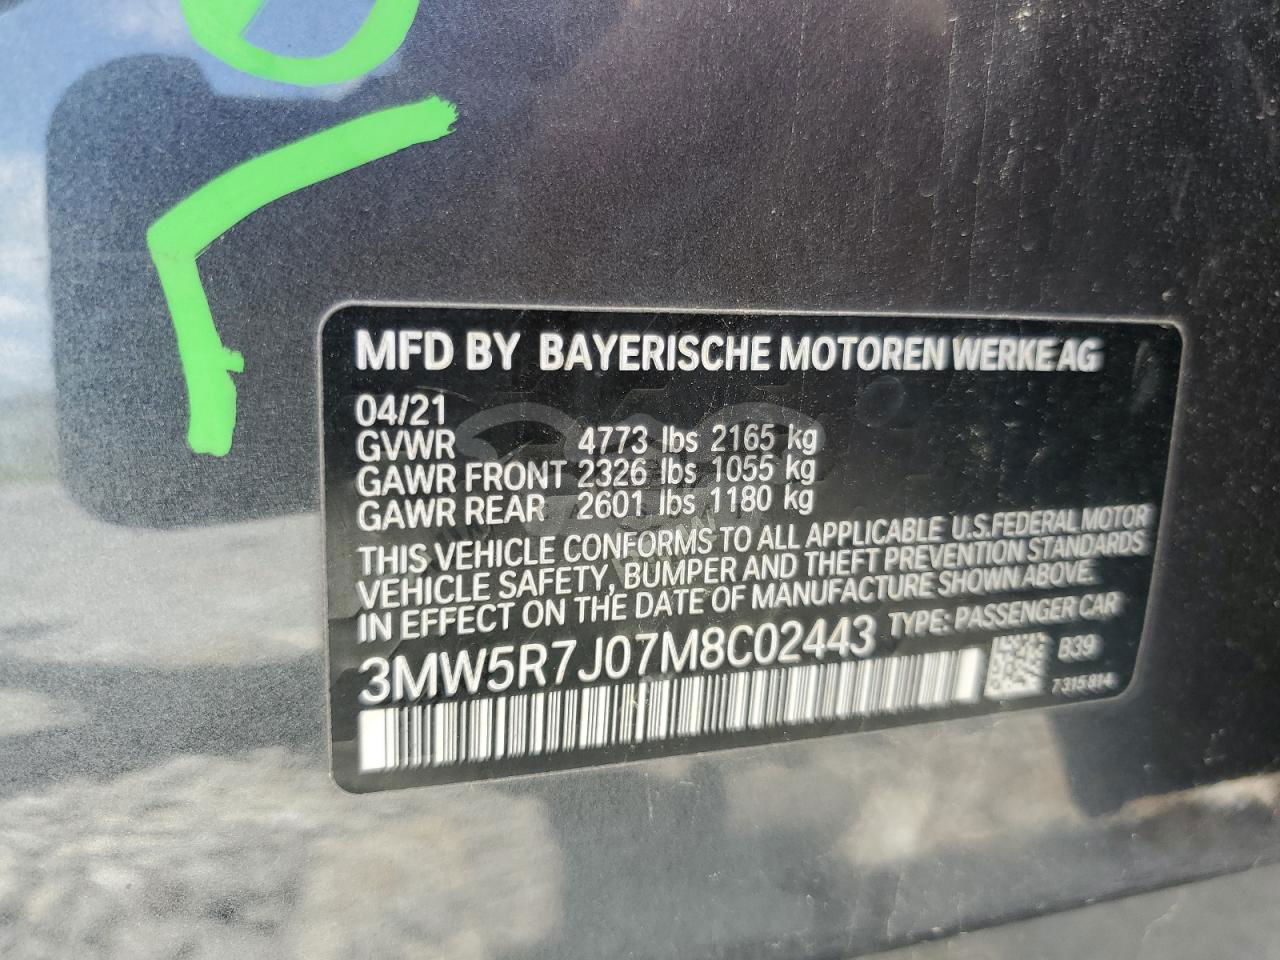 MFD BY BAYERISCHE MOTOREN WERKE AG
04/21
GVWR 4773 lbs 2165 kg
GAWR FRONT 2326 lbs 1055 kg
GAWR REAR 2601 lbs 1180 kg
THIS VEHICLE CONFORMS TO ALL APPLICABLE U.S.FEDERAL MOTOR
VEHICLE SAFETY, BUMPER AND THEFT PREVENTION STANDARDS
IN EFFECT ON THE DATE OF MANUFACTURE SHOWN ABOVE.
3MW5R7J07M8C02443 TYPE: PASSENGER CAR
B39
7315814